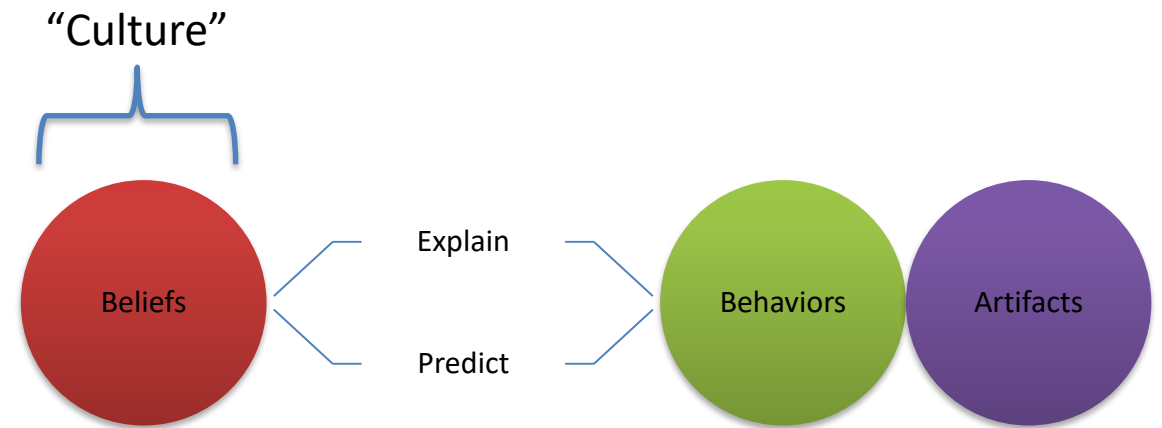 “Culture”
Beliefs
Explain
Predict
Behaviors
Artifacts